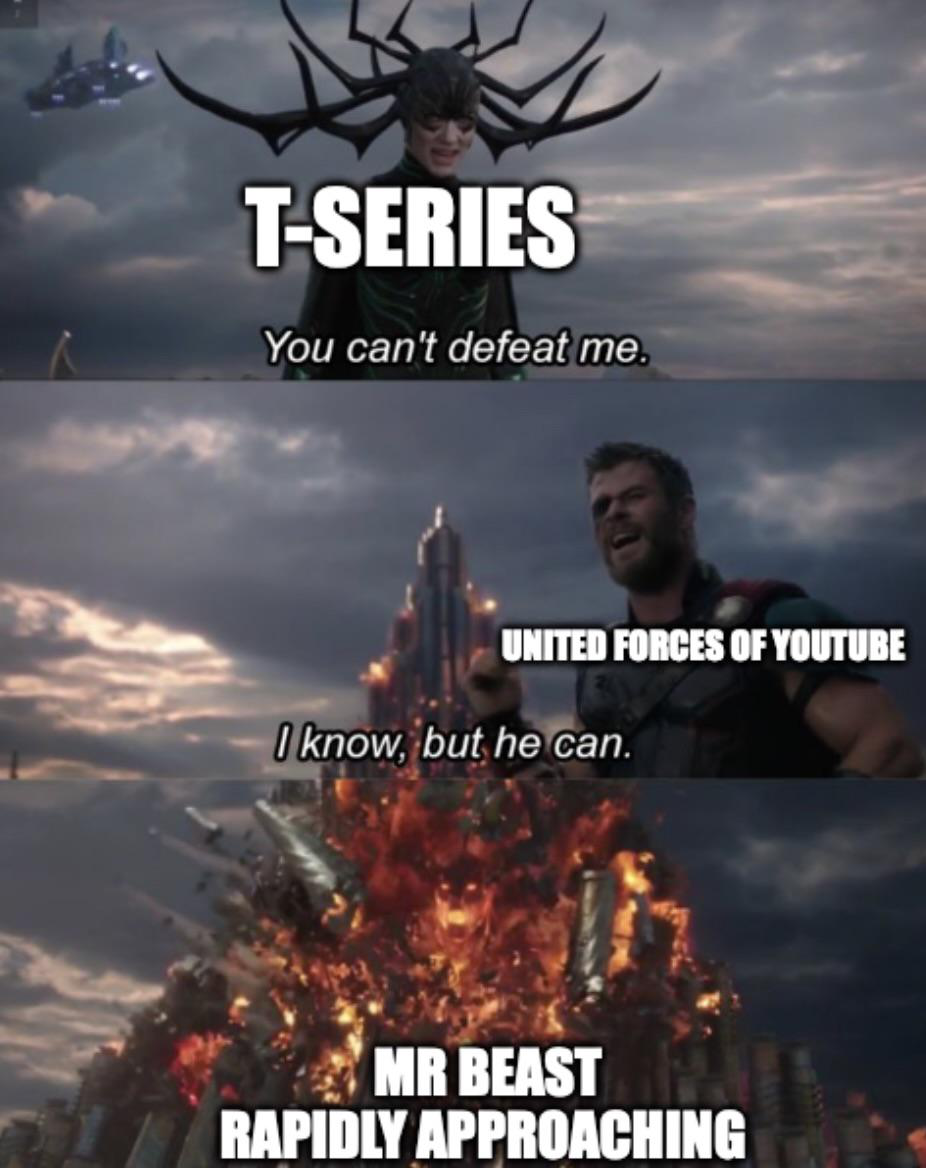 T-SERIES
You can't defeat me.
UNITED FORCES OF YOUTUBE
I know, but he can.
MR BEAST
RAPIDLY APPROACHING